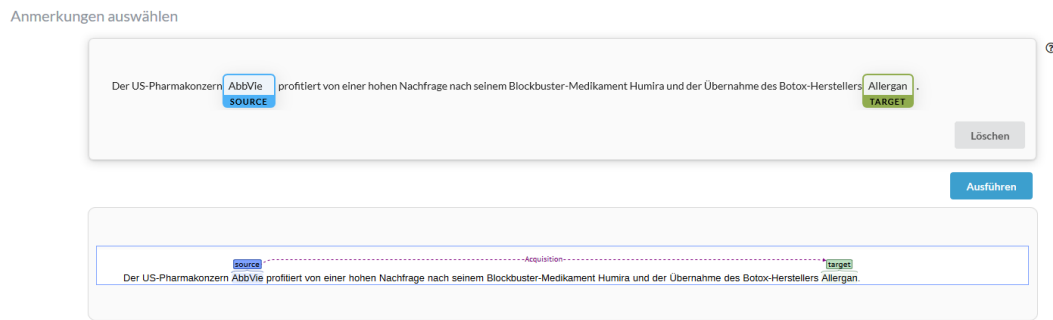 Anmerkungen auswählen
Der US-Pharmakonzern AbbVie profitiert von einer hohen Nachfrage nach seinem Blockbuster-Medikament Humira und der Übernahme des Botox-Herstellers Allergan .
SOURCE TARGET
Löschen
Ausführen
Acquisition
source target
Der US-Pharmakonzern AbbVie profitiert von einer hohen Nachfrage nach seinem Blockbuster-Medikament Humira und der Übernahme des Botox-Herstellers Allergan.